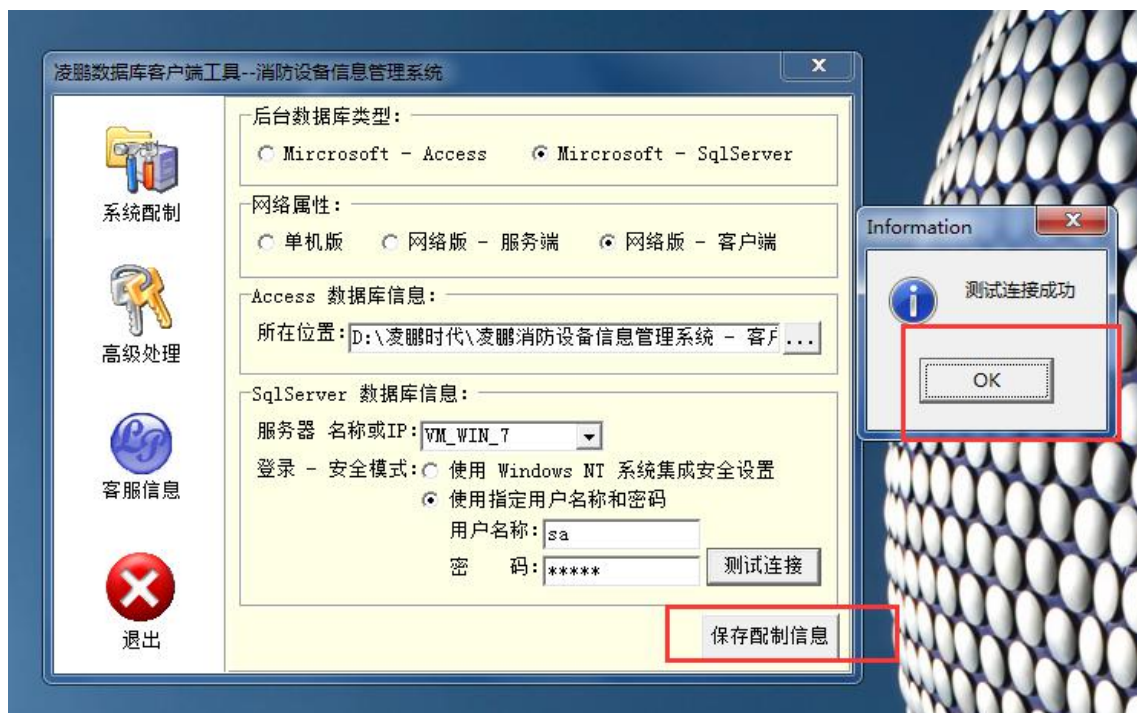 凌鹏数据库客户端工具--消防设备信息管理系统
后台数据库类型:
Mircrosoft - Access Mircrosoft - SqlServer
系统配制
网络属性:
单机版 网络版 - 服务端 网络版 - 客户端
Information
测试连接成功
OK
Access 数据库信息:
所在位置:D:\凌鹏时代\凌鹏消防设备信息管理系统 - 客户 ...
高级处理
SqlServer 数据库信息:
服务器 名称或IP:VM_WIN_7
登录 - 安全模式: 使用 Windows NT 系统集成安全设置
使用指定用户名称和密码
客服信息
用户名称:sa
密 码:***** 测试连接
保存配制信息
退出